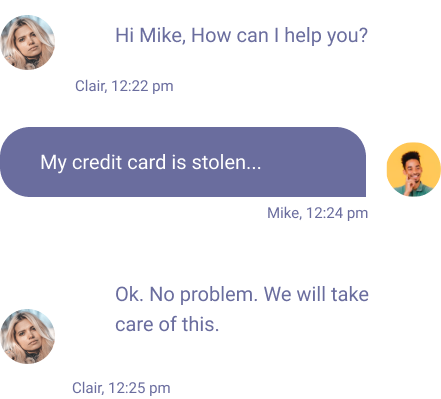 Hi Mike, How can I help you?
Clair, 12:22 pm
My credit card is stolen...
Mike, 12:24 pm
Ok. No problem. We will take
care of this.
Clair, 12:25 pm